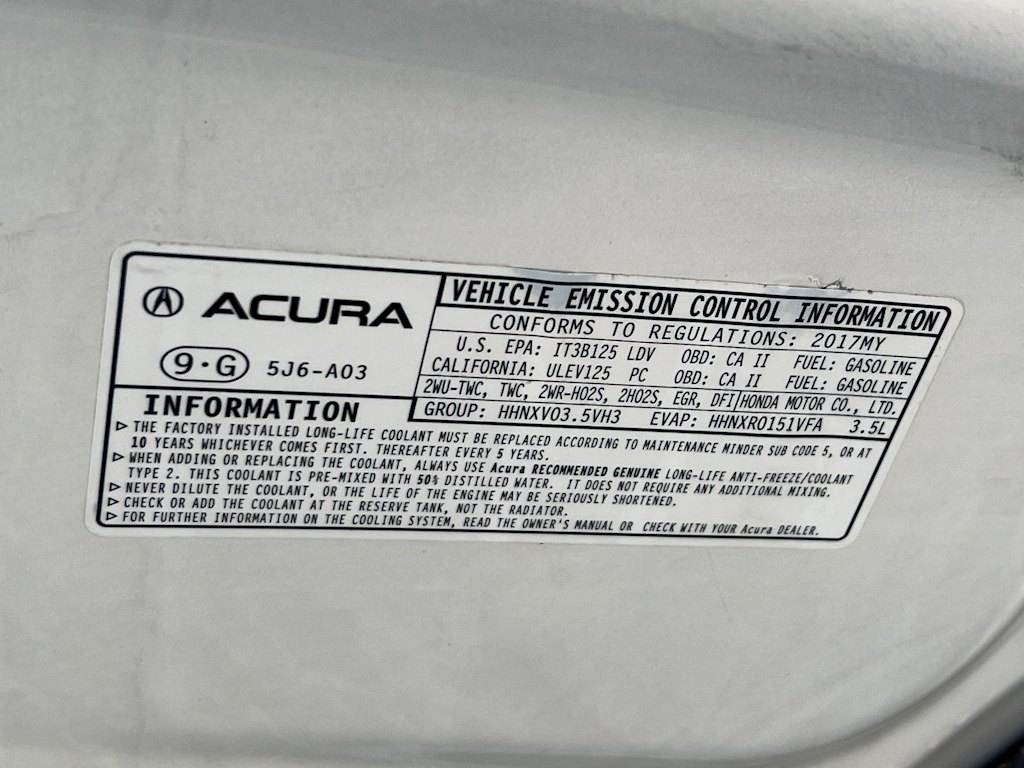 ACURA
9·G 5J6-A03
VEHICLE EMISSION CONTROL INFORMATION
CONFORMS TO REGULATIONS: 2017MY
U.S. EPA: IT3B125 LDV OBD: CA II FUEL: GASOLINE
CALIFORNIA: ULEV125 PC OBD: CA II FUEL: GASOLINE
2WU-TWC, TWC, 2WR-HO2S, 2HO2S, EGR, DFI HONDA MOTOR CO., LTD.
GROUP: HHNXV03.5VH3 EVAP: HHNXR0151VFA 3.5L
INFORMATION
▷ THE FACTORY INSTALLED LONG-LIFE COOLANT MUST BE REPLACED ACCORDING TO MAINTENANCE MINDER SUB CODE 5, OR AT
10 YEARS WHICHEVER COMES FIRST. THEREAFTER EVERY 5 YEARS.
▷ WHEN ADDING OR REPLACING THE COOLANT, ALWAYS USE Acura RECOMMENDED GENUINE LONG-LIFE ANTI-FREEZE/COOLANT
TYPE 2. THIS COOLANT IS PRE-MIXED WITH 50% DISTILLED WATER. IT DOES NOT REQUIRE ANY ADDITIONAL MIXING.
▷ NEVER DILUTE THE COOLANT, OR THE LIFE OF THE ENGINE MAY BE SERIOUSLY SHORTENED.
▷ CHECK OR ADD THE COOLANT AT THE RESERVE TANK, NOT THE RADIATOR.
▷ FOR FURTHER INFORMATION ON THE COOLING SYSTEM, READ THE OWNER'S MANUAL OR CHECK WITH YOUR Acura DEALER.